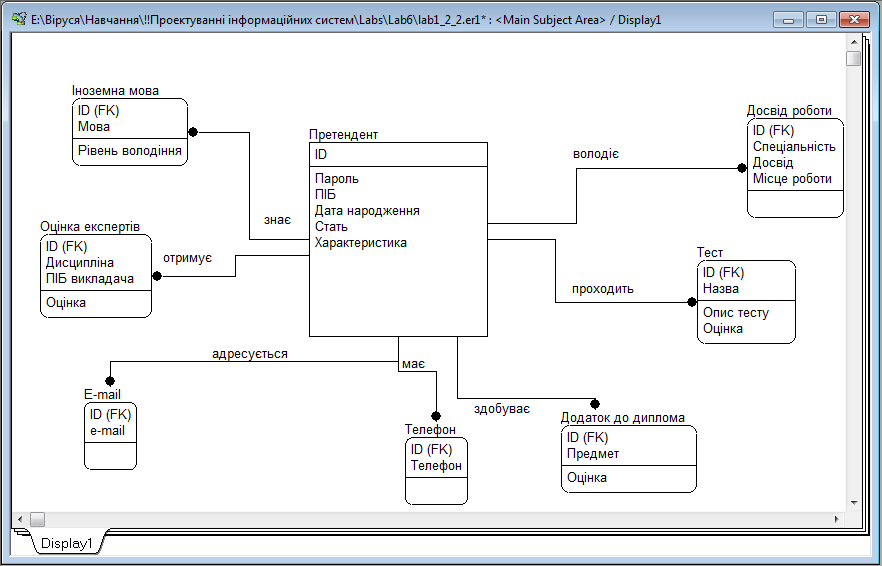 E:\Віруся\Навчання\!!Проектуванні інформаційних систем\Labs\Lab6\lab1_2_2.er1* : <Main Subject Area> / Display1
Іноземна мова
ID (FK)
Мова
Рівень володіння
Претендент
ID
Пароль
ПІБ
Дата народження
Стать
Характеристика
Досвід роботи
ID (FK)
Спеціальність
Досвід
Місце роботи
володіє
знає
Оцінка експертів
ID (FK)
Дисципліна
ПІБ викладача
Оцінка
отримує
Тест
ID (FK)
Назва
Опис тесту
Оцінка
проходить
адресується
має
E-mail
ID (FK)
e-mail
Телефон
ID (FK)
Телефон
здобуває
Додаток до диплома
ID (FK)
Предмет
Оцінка
Display1